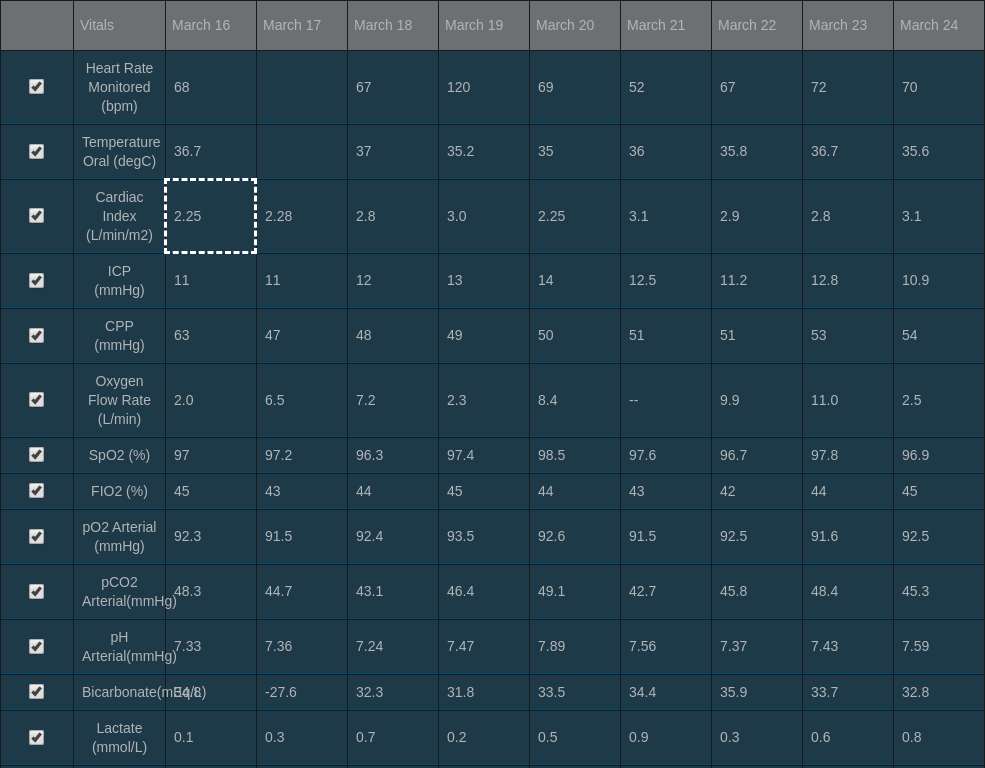 Vitals March 16 March 17 March 18 March 19 March 20 March 21 March 22 March 23 March 24
Heart Rate
Monitored 68 67 120 69 52 67 72 70
(bpm)
Temperature
Oral (degC) 36.7 37 35.2 35 36 35.8 36.7 35.6
Cardiac
Index 2.25 2.28 2.8 3.0 2.25 3.1 2.9 2.8 3.1
(L/min/m2)
ICP
(mmHg) 11 11 12 13 14 12.5 11.2 12.8 10.9
CPP
(mmHg) 63 47 48 49 50 51 51 53 54
Oxygen
Flow Rate 2.0 6.5 7.2 2.3 8.4 -- 9.9 11.0 2.5
(L/min)
SpO2 (%) 97 97.2 96.3 97.4 98.5 97.6 96.7 97.8 96.9
FIO2 (%) 45 43 44 45 44 43 42 44 45
pO2 Arterial
(mmHg) 92.3 91.5 92.4 93.5 92.6 91.5 92.5 91.6 92.5
pCO2
Arterial(mmHg) 48.3 44.7 43.1 46.4 49.1 42.7 45.8 48.4 45.3
pH
Arterial(mmHg) 7.33 7.36 7.24 7.47 7.89 7.56 7.37 7.43 7.59
Bicarbonate(mEq/L) -27.6 32.3 31.8 33.5 34.4 35.9 33.7 32.8
Lactate
(mmol/L) 0.1 0.3 0.7 0.2 0.5 0.9 0.3 0.6 0.8